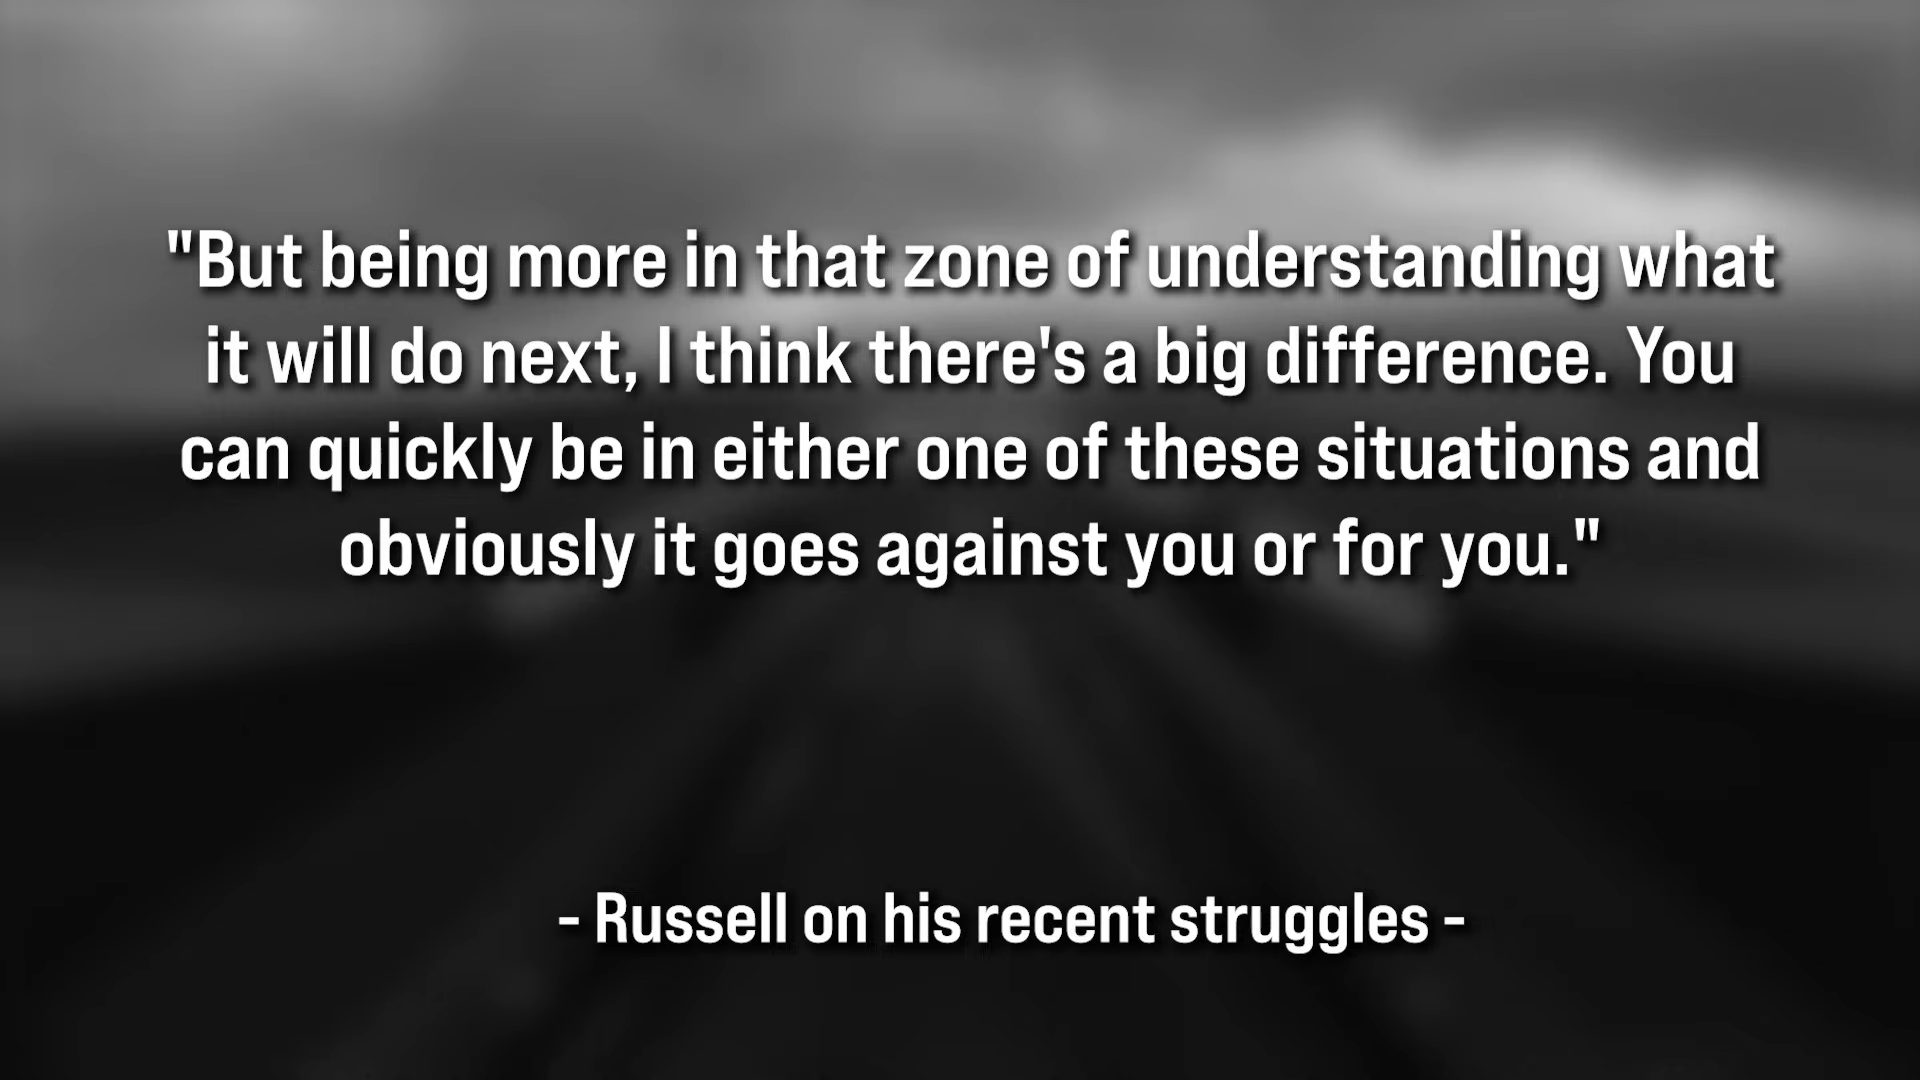 "But being more in that zone of understanding what
it will do next, I think there's a big difference. You
can quickly be in either one of these situations and
obviously it goes against you or for you."
- Russell on his recent struggles -